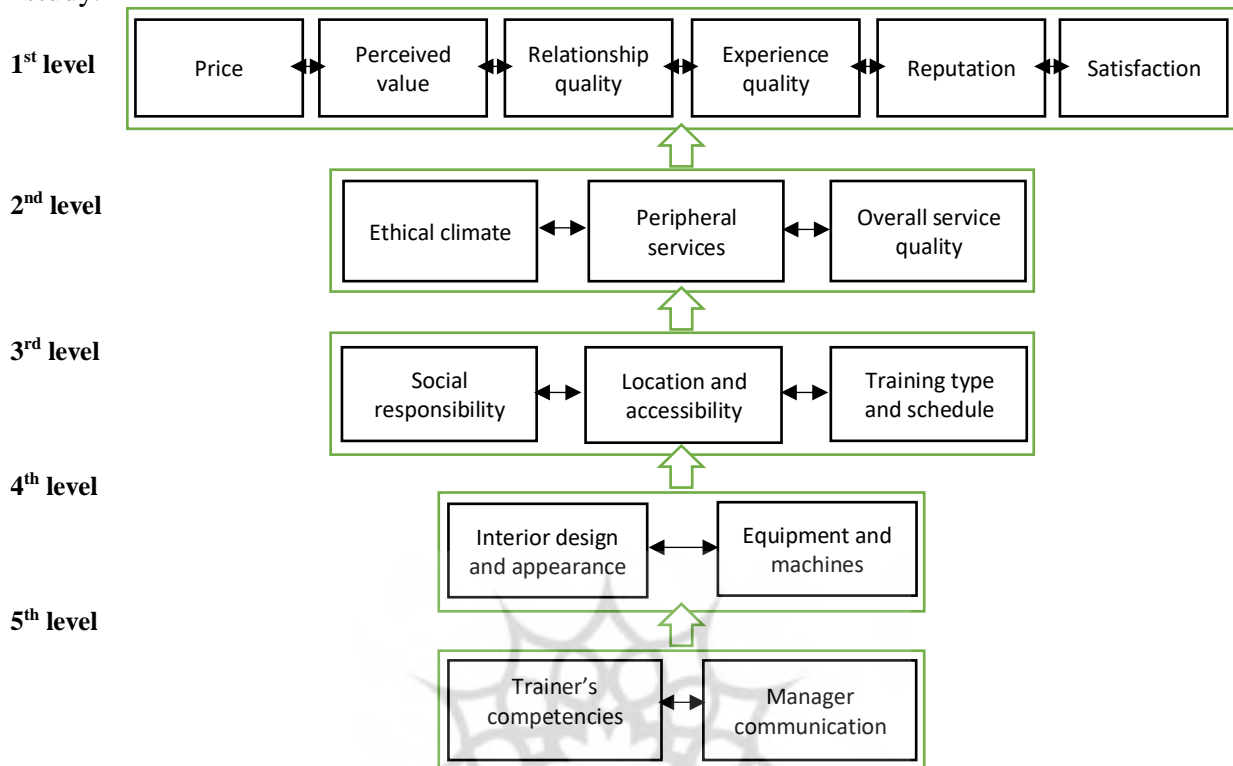 study.
1st level
Price
Perceived
value
Relationship
quality
Experience
quality
Reputation
Satisfaction
2nd level
Ethical climate
Peripheral
services
Overall service
quality
3rd level
Social
responsibility
Location and
accessibility
Training type
and schedule
4th level
Interior design
and appearance
Equipment and
machines
5th level
Trainer’s
competencies
Manager
communication